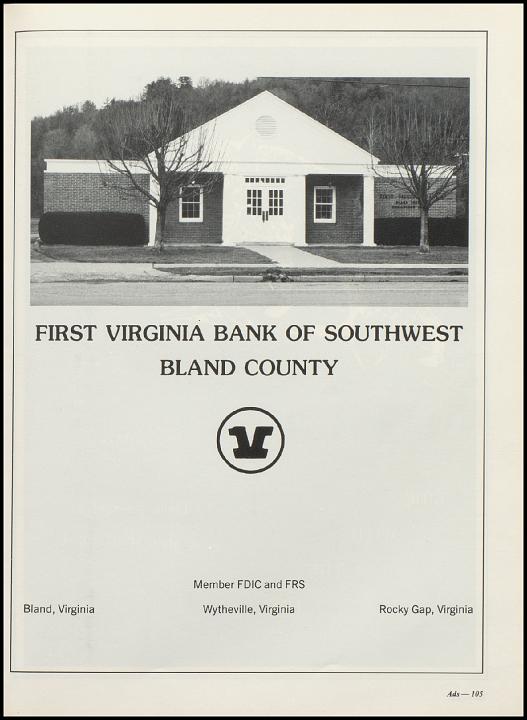 FIRST VIRGINIA BANK OF SOUTHWEST
BLAND COUNTY
V
Member FDIC and FRS
Bland, Virginia Wytheville, Virginia Rocky Gap, Virginia
Ads — 105